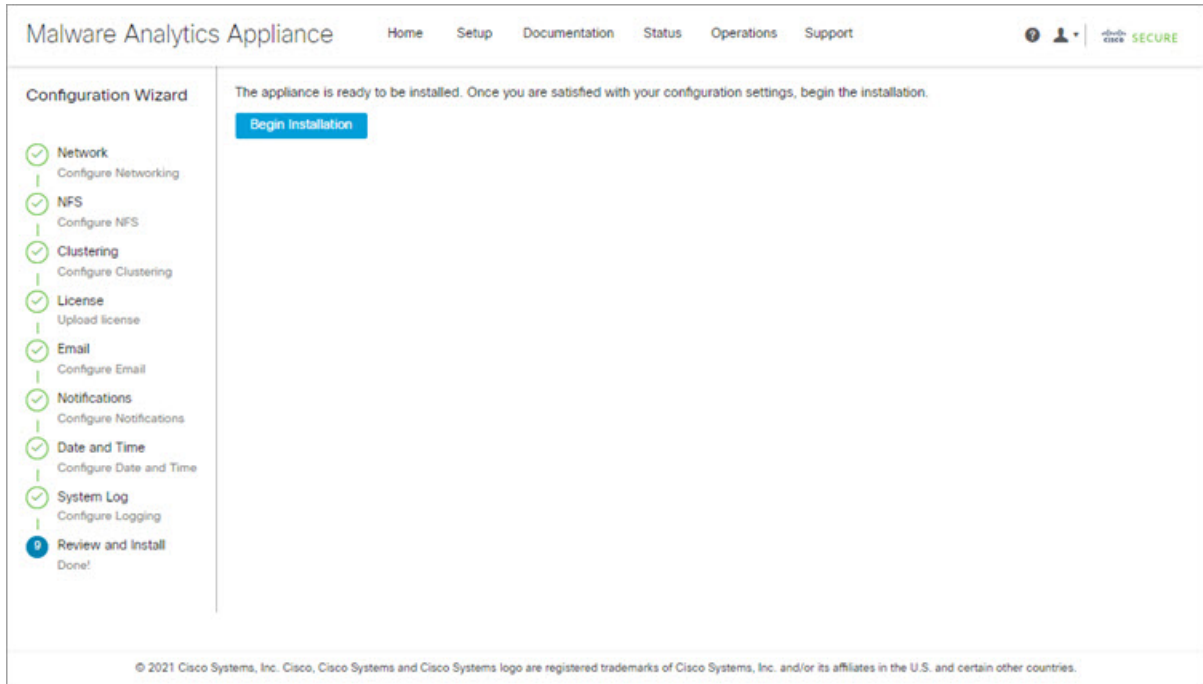 Malware Analytics Appliance Home Setup Documentation Status Operations Support CISCO SECURE
Configuration Wizard
The appliance is ready to be installed. Once you are satisfied with your configuration settings, begin the installation.
Begin Installation
Network
Configure Networking
NFS
Configure NFS
Clustering
Configure Clustering
License
Upload license
Email
Configure Email
Notifications
Configure Notifications
Date and Time
Configure Date and Time
System Log
Configure Logging
9 Review and Install
Done!
© 2021 Cisco Systems, Inc. Cisco, Cisco Systems and Cisco Systems logo are registered trademarks of Cisco Systems, Inc. and/or its affiliates in the U.S. and certain other countries.